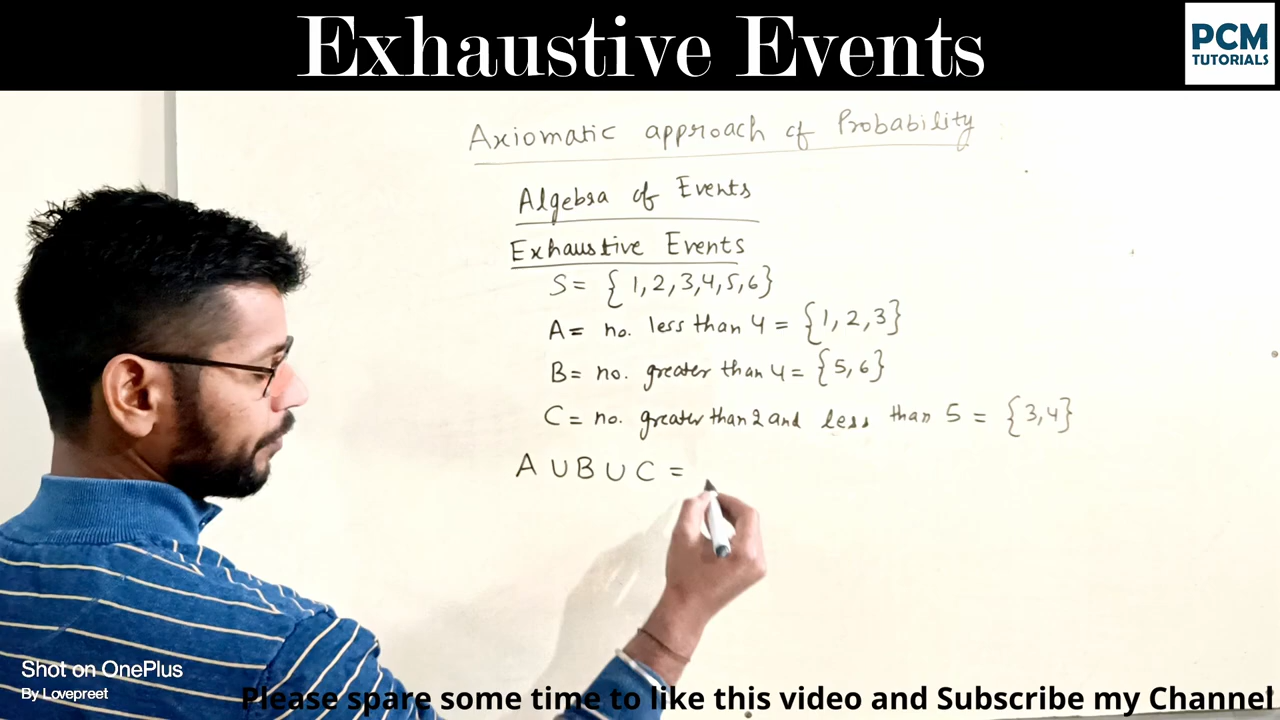 Exhaustive Events
PCM
TUTORIALS
Axiomatic approach of Probability
Algebra of Events
Exhaustive Events
S = { 1,2,3,4,5,6}
A = no. less than 4 = {1, 2, 3}
B = no. greater than 4 = {5, 6}
C = no. greater than 2 and less than 5 = {3,4}
A ∪ B ∪ C =
Shot on OnePlus
By Lovepreet
Please spare some time to like this video and Subscribe my Channel